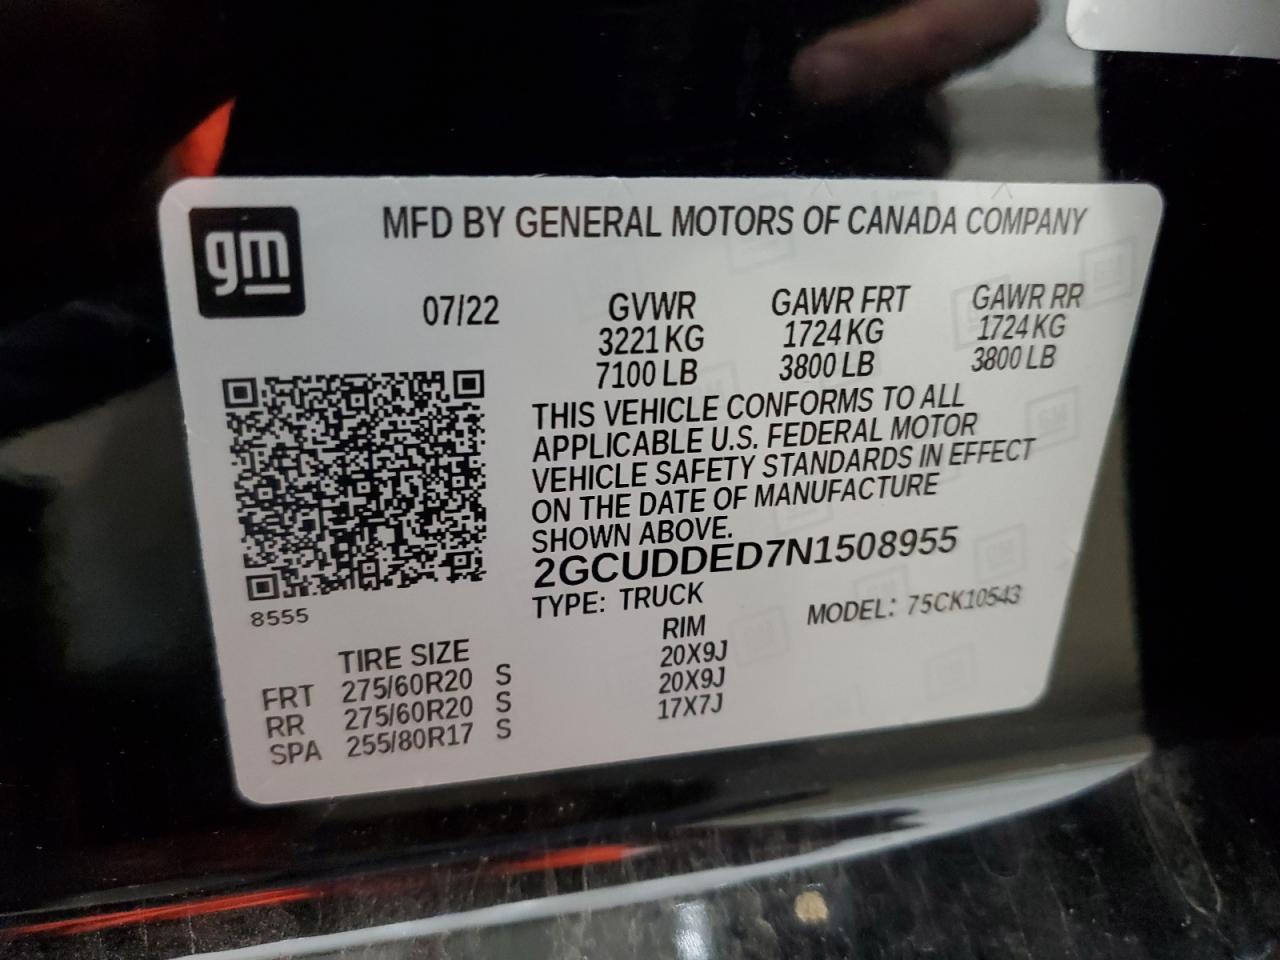 gm
MFD BY GENERAL MOTORS OF CANADA COMPANY
07/22 GVWR GAWR FRT GAWR RR
3221 KG 1724 KG 1724 KG
7100 LB 3800 LB 3800 LB
THIS VEHICLE CONFORMS TO ALL
APPLICABLE U.S. FEDERAL MOTOR
VEHICLE SAFETY STANDARDS IN EFFECT
ON THE DATE OF MANUFACTURE
SHOWN ABOVE.
2GCUDDED7N1508955
8555
TYPE: TRUCK MODEL: 75CK10543
TIRE SIZE RIM
FRT 275/60R20 S 20X9J
RR 275/60R20 S 20X9J
SPA 255/80R17 S 17X7J